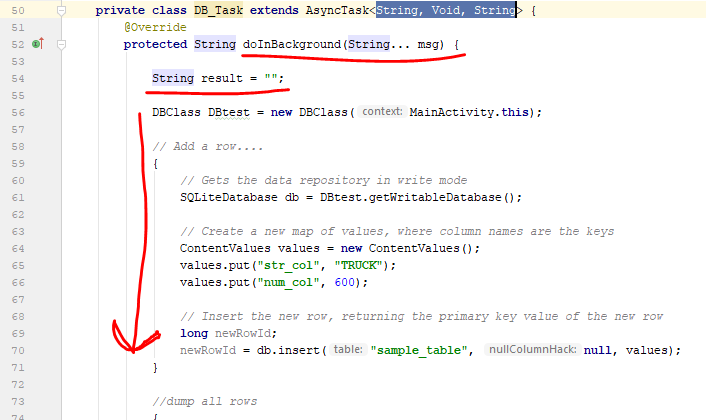 50 private class DB_Task extends AsyncTask<String, Void, String> {
51 @Override
52 protected String doInBackground(String... msg) {
53
54 String result = "";
55
56 DBClass DBtest = new DBClass( context: MainActivity.this);
57
58 // Add a row....
59 {
60 // Gets the data repository in write mode
61 SQLiteDatabase db = DBtest.getWritableDatabase();
62
63 // Create a new map of values, where column names are the keys
64 ContentValues values = new ContentValues();
65 values.put("str_col", "TRUCK");
66 values.put("num_col", 600);
67
68 // Insert the new row, returning the primary key value of the new row
69 long newRowId;
70 newRowId = db.insert( table: "sample_table", nullColumnHack: null, values);
71 }
72
73 //dump all rows
74 {